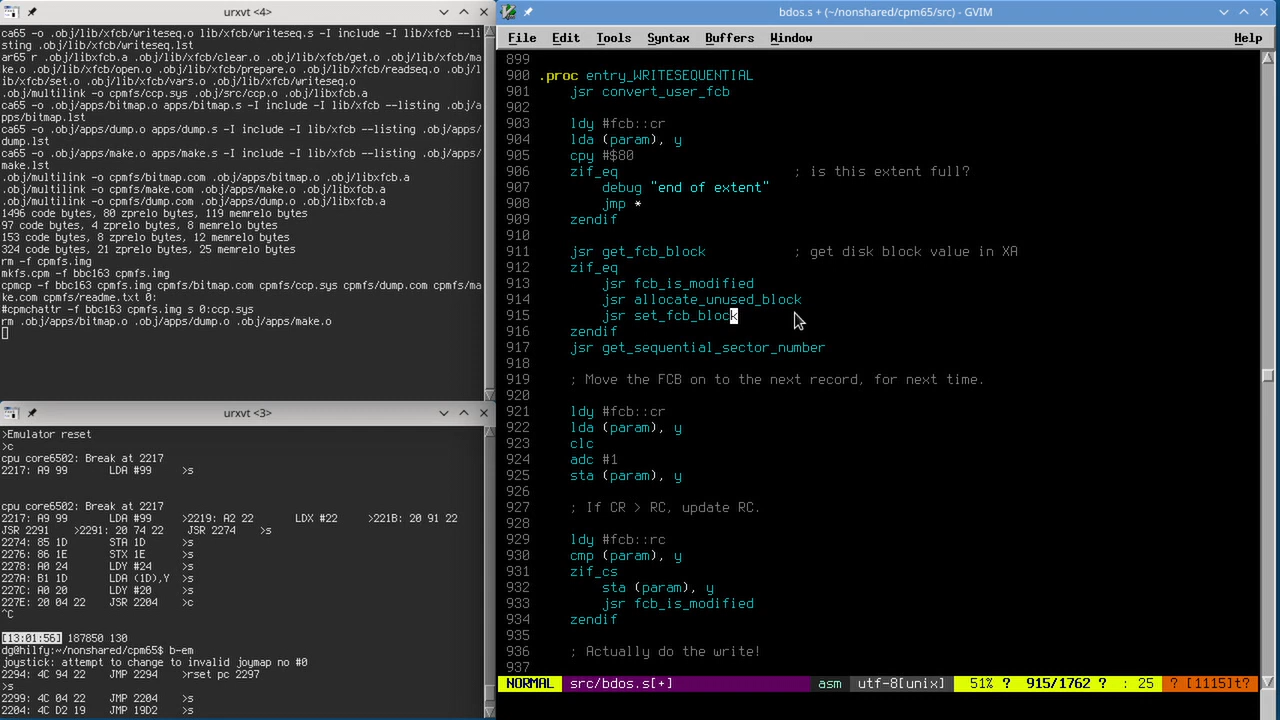 urxvt <4>
ca65 -o .obj/lib/xfcb/writeseq.o lib/xfcb/writeseq.s -I include -I lib/xfcb --li
sting .obj/lib/xfcb/writeseq.lst
ar65 r .obj/libxfcb.a .obj/lib/xfcb/clear.o .obj/lib/xfcb/get.o .obj/lib/xfcb/ma
ke.o .obj/lib/xfcb/open.o .obj/lib/xfcb/prepare.o .obj/lib/xfcb/readseq.o .obj/l
ib/xfcb/set.o .obj/lib/xfcb/vars.o .obj/lib/xfcb/writeseq.o
.obj/multilink -o cpmfs/ccp.sys .obj/src/ccp.o .obj/libxfcb.a
ca65 -o .obj/apps/bitmap.o apps/bitmap.s -I include -I lib/xfcb --listing .obj/a
pps/bitmap.lst
ca65 -o .obj/apps/dump.o apps/dump.s -I include -I lib/xfcb --listing .obj/apps/
dump.lst
ca65 -o .obj/apps/make.o apps/make.s -I include -I lib/xfcb --listing .obj/apps/
make.lst
.obj/multilink -o cpmfs/bitmap.com .obj/apps/bitmap.o .obj/libxfcb.a
.obj/multilink -o cpmfs/make.com .obj/apps/make.o .obj/libxfcb.a
.obj/multilink -o cpmfs/dump.com .obj/apps/dump.o .obj/libxfcb.a
1496 code bytes, 80 zprelo bytes, 119 memrelo bytes
97 code bytes, 4 zprelo bytes, 8 memrelo bytes
153 code bytes, 8 zprelo bytes, 12 memrelo bytes
324 code bytes, 21 zprelo bytes, 25 memrelo bytes
rm -f cpmfs.img
mkfs.cpm -f bbc163 cpmfs.img
cpmcp -f bbc163 cpmfs.img cpmfs/bitmap.com cpmfs/ccp.sys cpmfs/dump.com cpmfs/ma
ke.com cpmfs/readme.txt 0:
#cpmchattr -f bbc163 cpmfs.img s 0:ccp.sys
rm .obj/apps/bitmap.o .obj/apps/dump.o .obj/apps/make.o
urxvt <3>
>Emulator reset
>c
cpu core6502: Break at 2217
2217: A9 99 LDA #99 >s
cpu core6502: Break at 2217
2217: A9 99 LDA #99 >2219: A2 22 LDX #22 >221B: 20 91 22
JSR 2291 >2291: 20 74 22 JSR 2274 >s
2274: 85 1D STA 1D >s
2276: 86 1E STX 1E >s
2278: A0 24 LDY #24 >s
227A: B1 1D LDA (1D),Y >s
227C: A0 20 LDY #20 >s
227E: 20 04 22 JSR 2204 >c
^C
[13:01:56] 187850 130
dg@hilfy:~/nonshared/cpm65$ b-em
joystick: attempt to change to invalid joymap no #0
2294: 4C 94 22 JMP 2294 >rset pc 2297
>s
2299: 4C 04 22 JMP 2204 >s
2204: 4C D2 19 JMP 19D2 >s
bdos.s + (~/nonshared/cpm65/src) - GVIM
File Edit Tools Syntax Buffers Window Help
899
900 .proc entry_WRITESEQUENTIAL
901 jsr convert_user_fcb
902
903 ldy #fcb::cr
904 lda (param), y
905 cpy #$80
906 zif_eq ; is this extent full?
907 debug "end of extent"
908 jmp *
909 zendif
910
911 jsr get_fcb_block ; get disk block value in XA
912 zif_eq
913 jsr fcb_is_modified
914 jsr allocate_unused_block
915 jsr set_fcb_block
916 zendif
917 jsr get_sequential_sector_number
918
919 ; Move the FCB on to the next record, for next time.
920
921 ldy #fcb::cr
922 lda (param), y
923 clc
924 adc #1
925 sta (param), y
926
927 ; If CR > RC, update RC.
928
929 ldy #fcb::rc
930 cmp (param), y
931 zif_cs
932 sta (param), y
933 jsr fcb_is_modified
934 zendif
935
936 ; Actually do the write!
937
NORMAL src/bdos.s[+] asm utf-8[unix] 51% ? 915/1762 ? : 25 ? [1115]t?